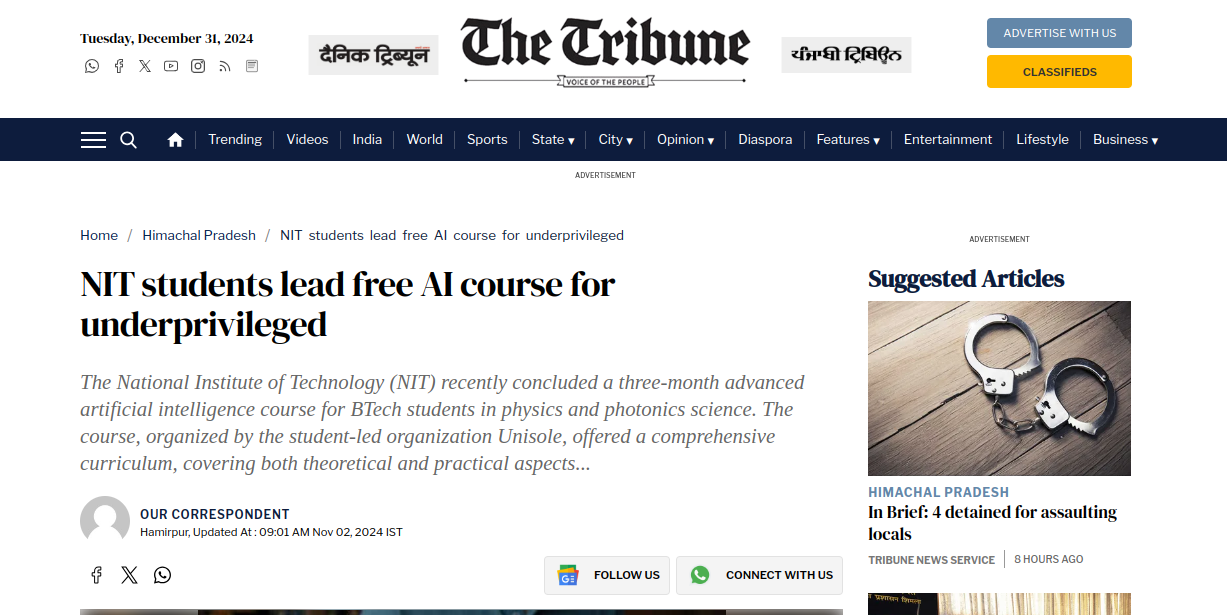 Tuesday, December 31, 2024
दैनिक ट्रिब्यून
The Tribune
VOICE OF THE PEOPLE
ਪੰਜਾਬੀ ਟ੍ਰਿਬਿਊਨ
ADVERTISE WITH US
CLASSIFIEDS
Trending
Videos
India
World
Sports
State ▾
City ▾
Opinion ▾
Diaspora
Features ▾
Entertainment
Lifestyle
Business ▾
ADVERTISEMENT
Home / Himachal Pradesh / NIT students lead free AI course for underprivileged
NIT students lead free AI course for
underprivileged
The National Institute of Technology (NIT) recently concluded a three-month advanced
artificial intelligence course for BTech students in physics and photonics science. The
course, organized by the student-led organization Unisole, offered a comprehensive
curriculum, covering both theoretical and practical aspects...
OUR CORRESPONDENT
Hamirpur, Updated At : 09:01 AM Nov 02, 2024 IST
FOLLOW US
CONNECT WITH US
ADVERTISEMENT
Suggested Articles
HIMACHAL PRADESH
In Brief: 4 detained for assaulting
locals
TRIBUNE NEWS SERVICE
8 HOURS AGO